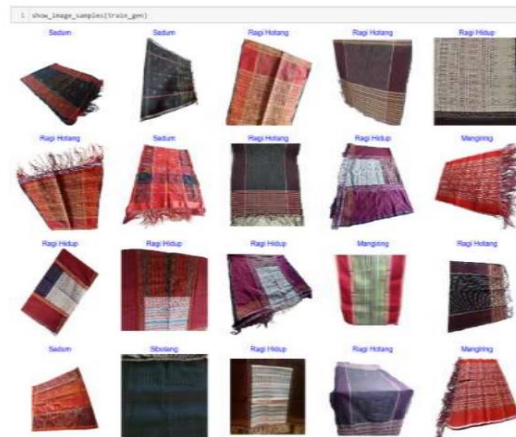 1 show_image_samples(train_gen)
Sadum Sadum Ragi Hotang Ragi Hotang Ragi Hidup
Ragi Hotang Sadum Ragi Hotang Ragi Hidup Mangiring
Ragi Hidup Ragi Hidup Ragi Hidup Mangiring Ragi Hotang
Sadum Sibolang Ragi Hidup Ragi Hotang Mangiring